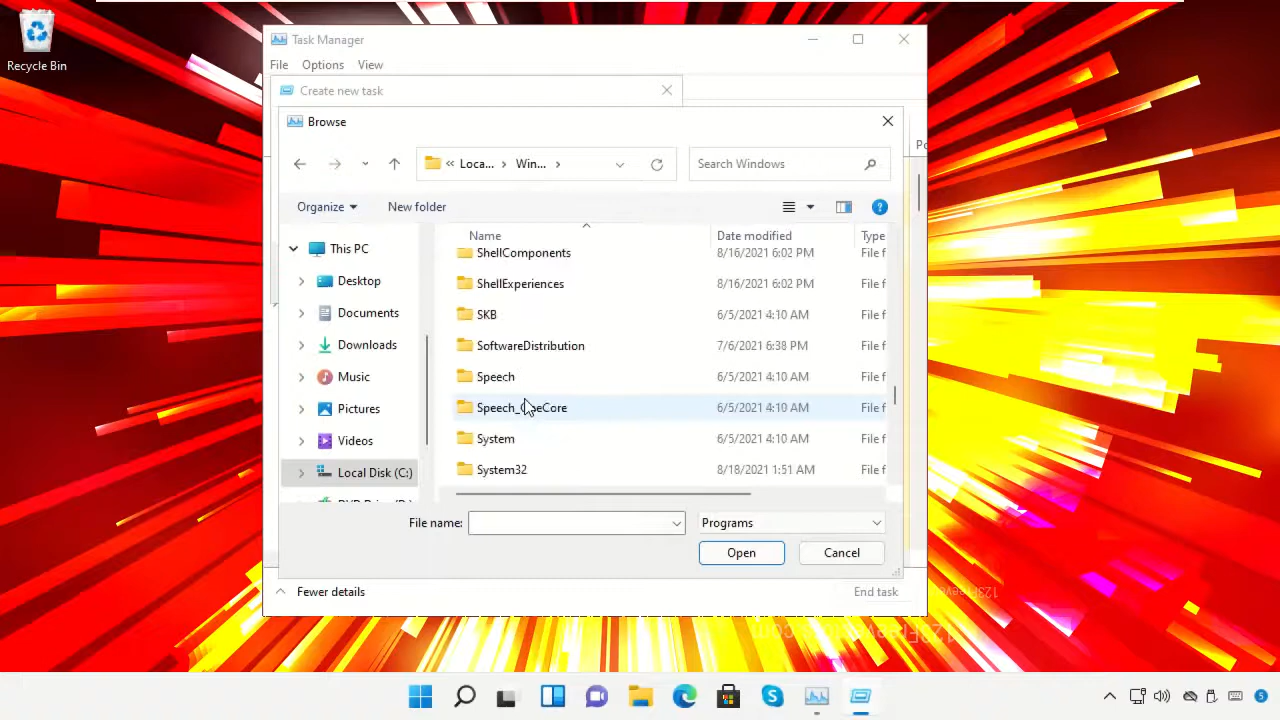 Recycle Bin
Task Manager
File Options View
Create new task
Browse
« Loca... > Win... >
Search Windows
Organize New folder
Name Date modified Type
This PC
Desktop
Documents
Downloads
Music
Pictures
Videos
Local Disk (C:)
ShellComponents 8/16/2021 6:02 PM File f
ShellExperiences 8/16/2021 6:02 PM File f
SKB 6/5/2021 4:10 AM File f
SoftwareDistribution 7/6/2021 6:38 PM File f
Speech 6/5/2021 4:10 AM File f
Speech_OneCore 6/5/2021 4:10 AM File f
System 6/5/2021 4:10 AM File f
System32 8/18/2021 1:51 AM File f
File name: Programs
Open Cancel
Fewer details End task
5